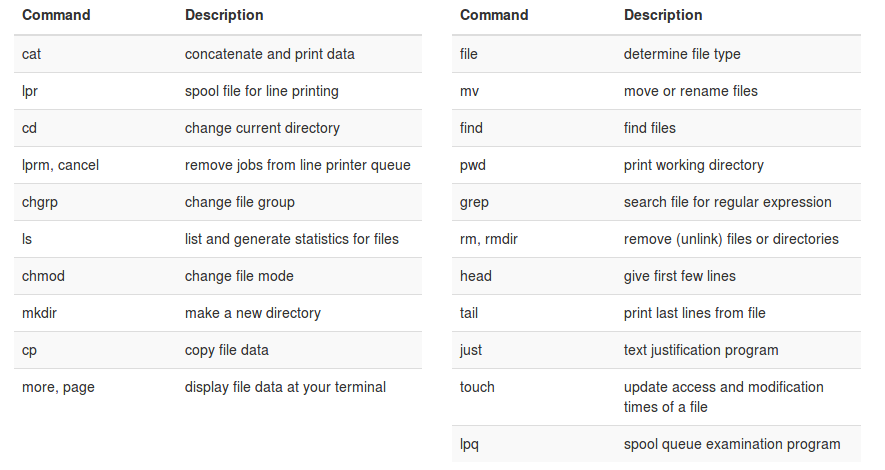 Command Description
cat concatenate and print data
lpr spool file for line printing
cd change current directory
lprm, cancel remove jobs from line printer queue
chgrp change file group
ls list and generate statistics for files
chmod change file mode
mkdir make a new directory
cp copy file data
more, page display file data at your terminal
Command Description
file determine file type
mv move or rename files
find find files
pwd print working directory
grep search file for regular expression
rm, rmdir remove (unlink) files or directories
head give first few lines
tail print last lines from file
just text justification program
touch update access and modification
times of a file
lpq spool queue examination program